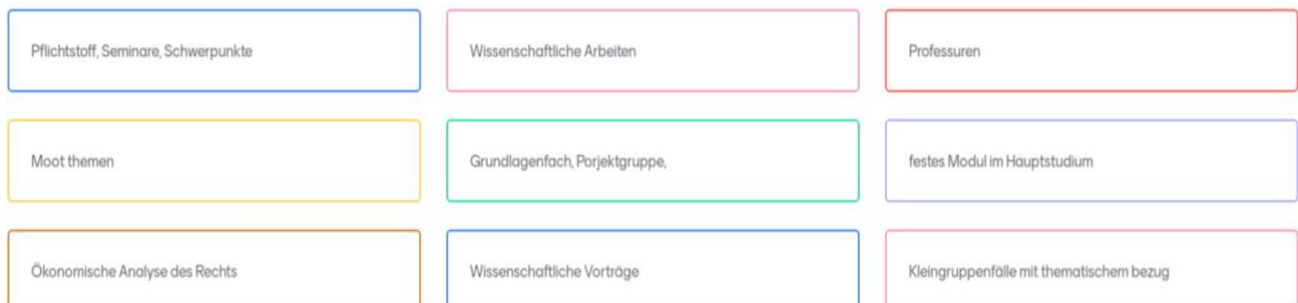 Pflichtstoff, Seminare, Schwerpunkte
Wissenschaftliche Arbeiten
Professuren
Moot themen
Grundlagenfach, Porjektgruppe,
festes Modul im Hauptstudium
Ökonomische Analyse des Rechts
Wissenschaftliche Vorträge
Kleingruppenfälle mit thematischem bezug